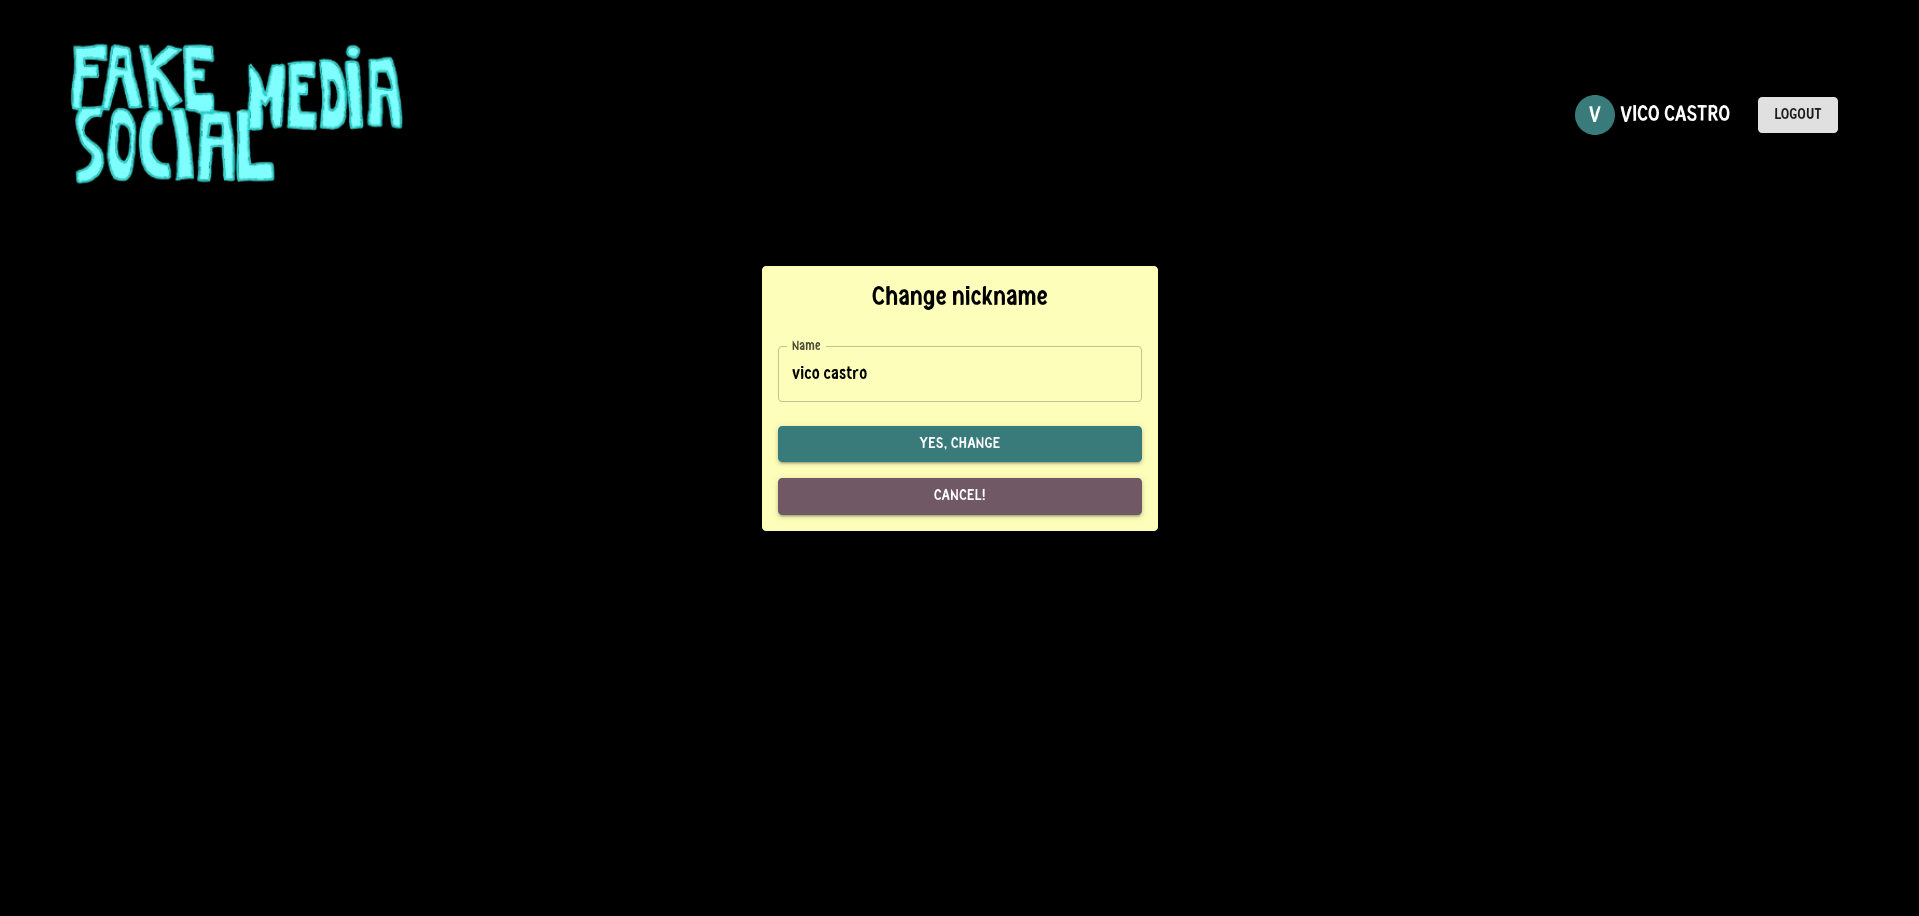 FAKE MEDiA
SOCIAL
V VICO CASTRO
LOGOUT
Change nickname
Name
vico castro
YES, CHANGE
CANCEL!